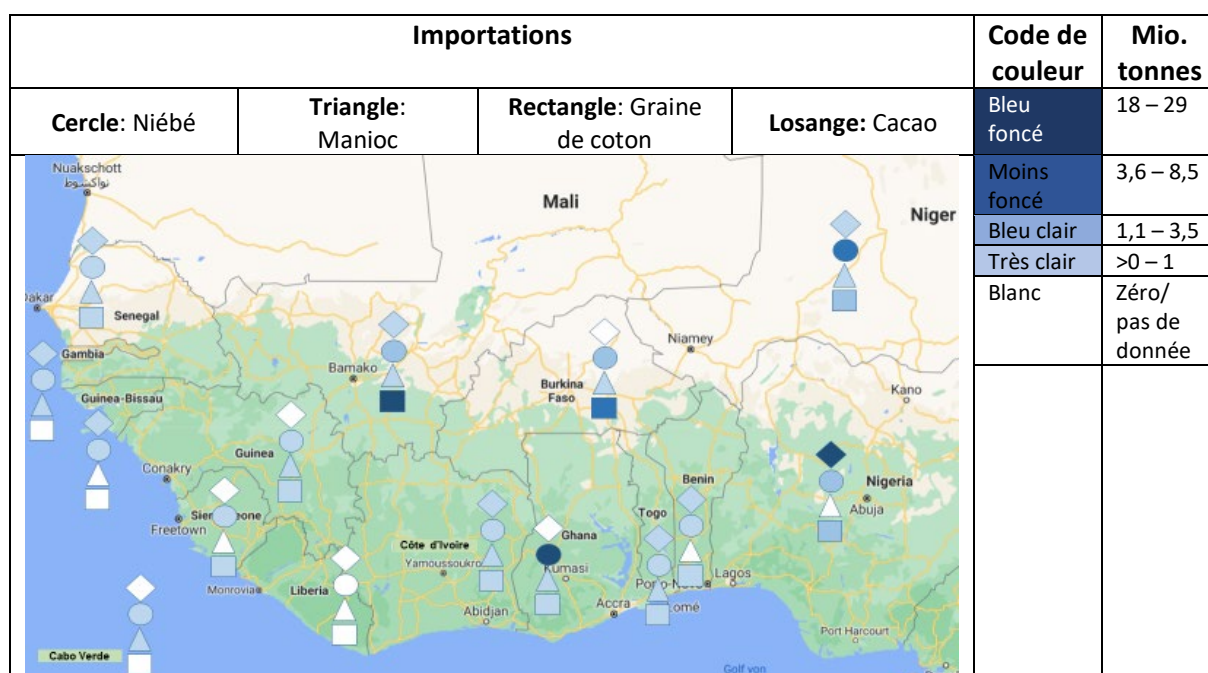 Importations
Code de
couleur
Mio.
tonnes
Cercle: Niébé
Triangle:
Manioc
Rectangle: Graine
de coton
Losange: Cacao
Bleu
foncé
18 – 29
Moins
foncé
3,6 – 8,5
Bleu clair
1,1 – 3,5
Très clair
>0 – 1
Blanc
Zéro/
pas de
donnée
Nuakschott
نواكشوط
Mali
Niger
Dakar
Senegal
Gambia
Niamey
Bamako
Burkina
Faso
Kano
Guinea-Bissau
Guinea
Conakry
Benin
Nigeria
Abuja
Togo
Freetown
Ghana
Côte d'Ivoire
Yamoussoukro
Kumasi
Lagos
Monrovia
Liberia
Accra
Abidjan
Port Harcourt
Cabo Verde
Golf von